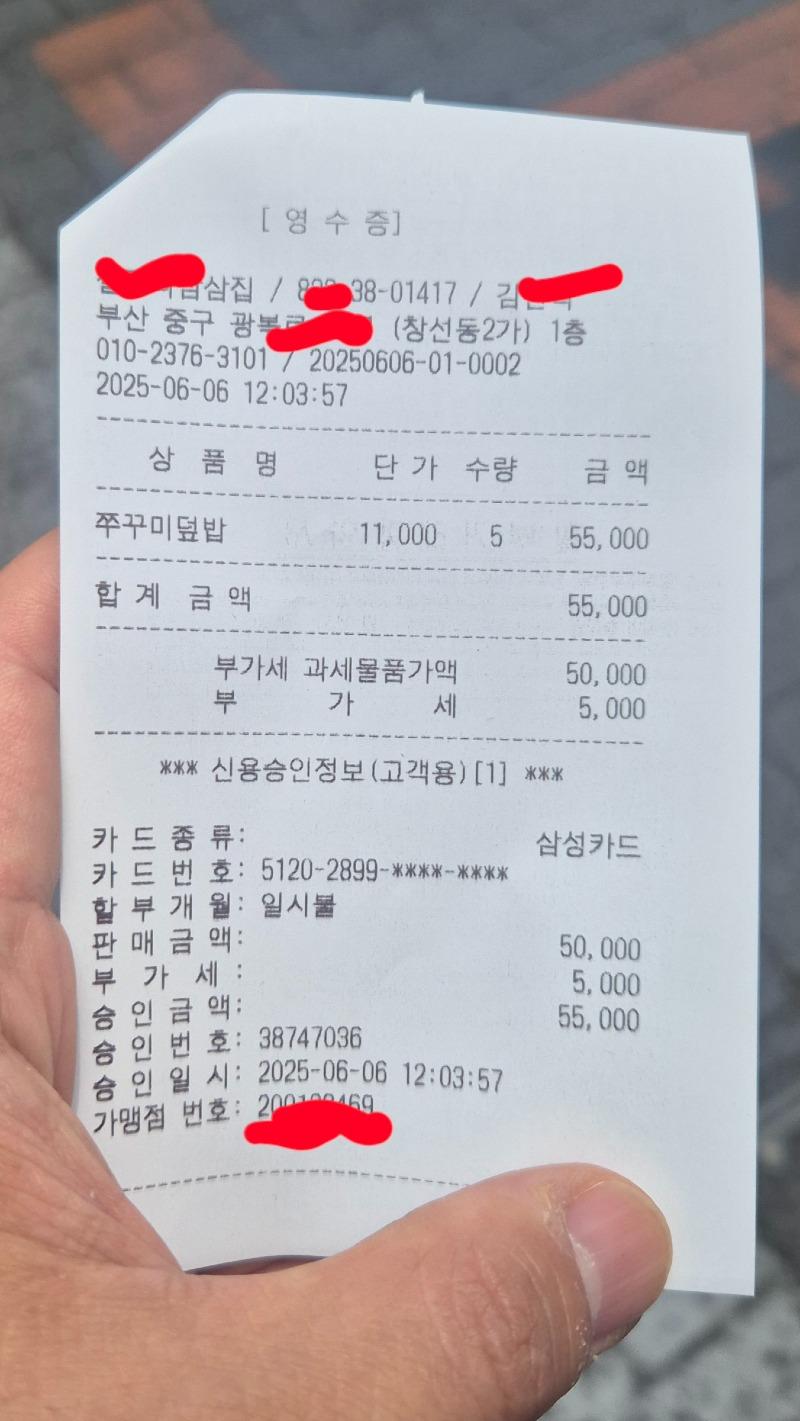 [ 영 수 증]
삼집 / 38-01417 / 김
부산 중구 (창선동2가) 1층
010-2376-3101 / 20250606-01-0002
2025-06-06 12:03:57
상 품 명 단 가 수량 금 액
쭈꾸미덮밥 11,000 5 55,000
합 계 금 액 55,000
부가세 과세물품가액 50,000
부 가 세 5,000
*** 신용승인정보(고객용)[1] ***
카 드 종 류: 삼성카드
카 드 번 호: 5120-2899-****-****
할 부 개 월: 일시불
판 매 금 액: 50,000
부 가 세 : 5,000
승 인 금 액: 55,000
승 인 번 호: 38747036
승 인 일 시: 2025-06-06 12:03:57
가맹점 번호: